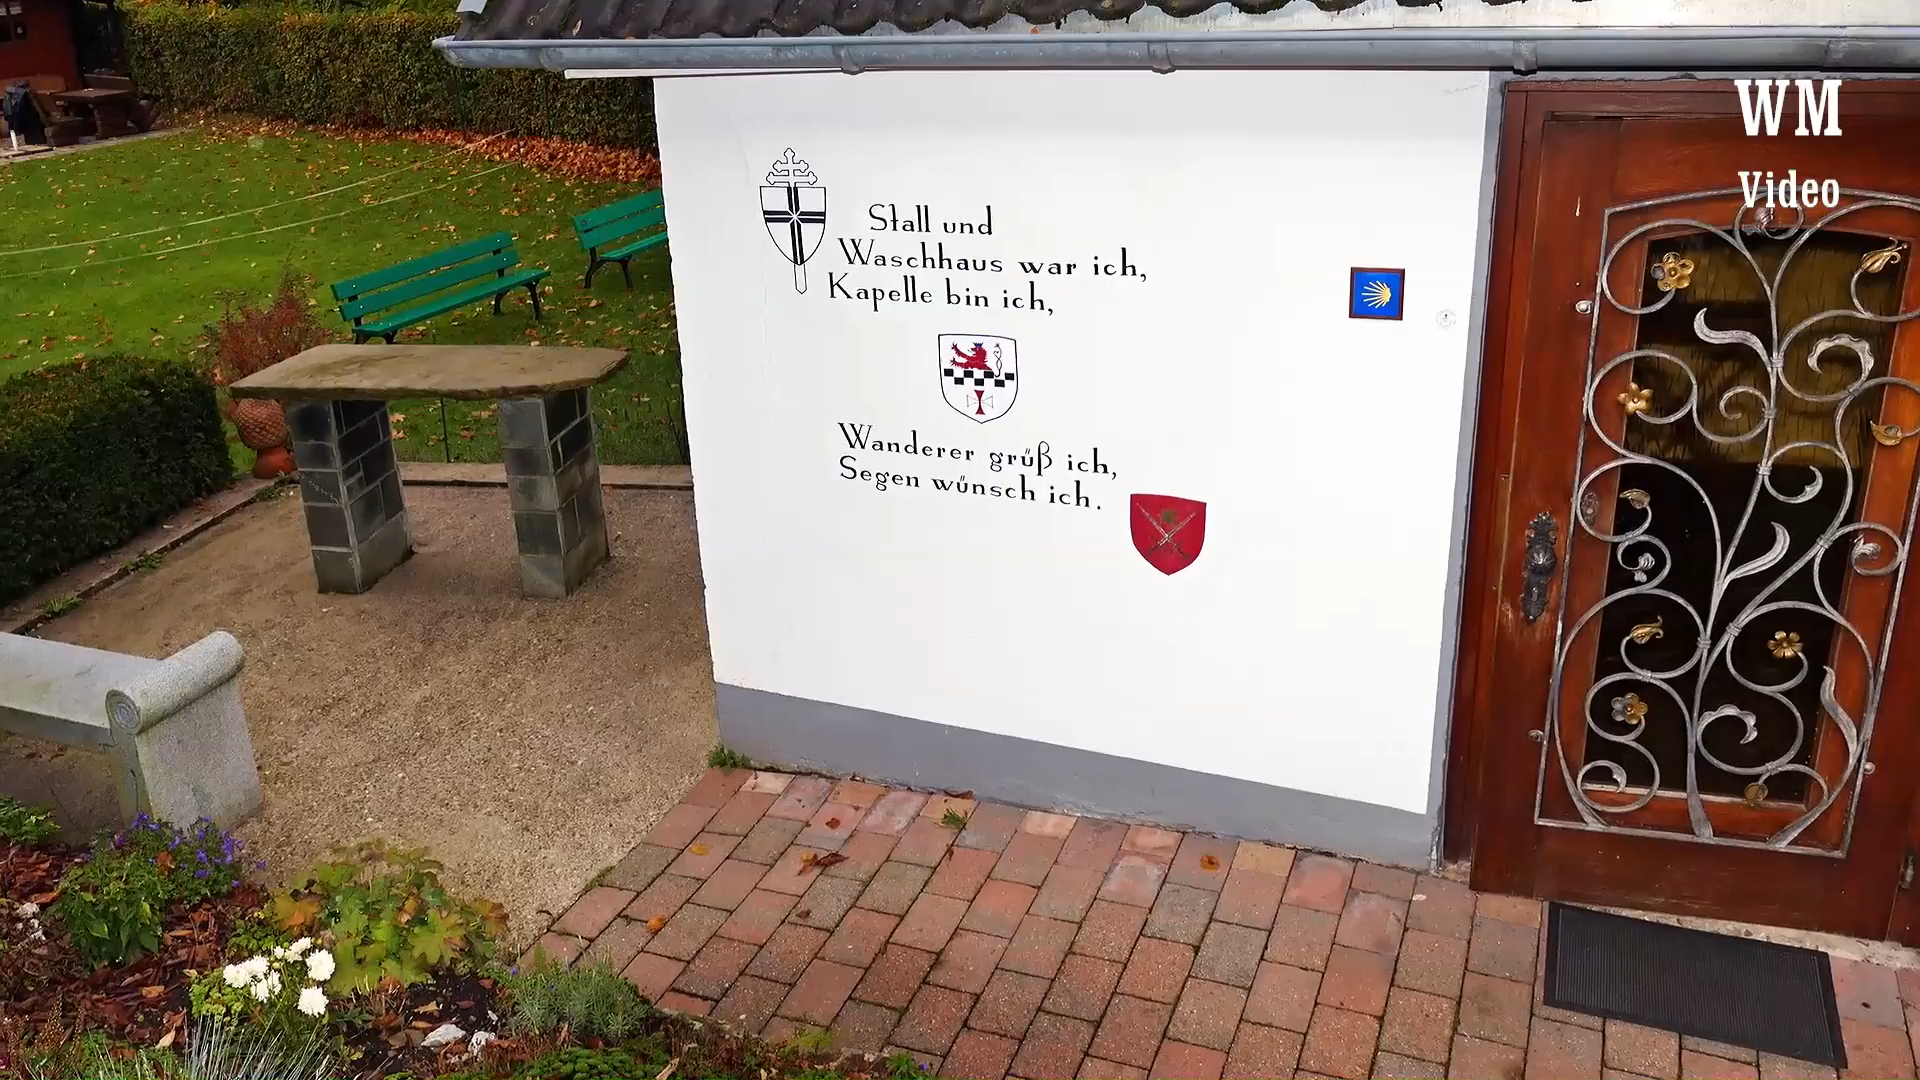 WM
Video
Stall und
Waschhaus war ich,
Kapelle bin ich,
Wanderer grüß ich,
Segen wünsch ich.